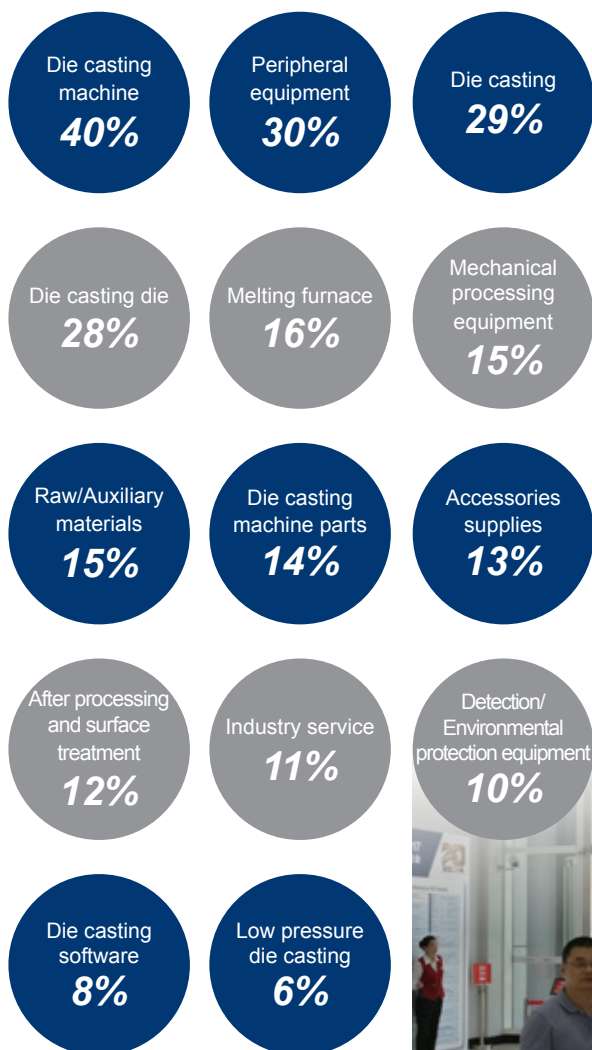 Die casting
machine
40%
Peripheral
equipment
30%
Die casting
29%
Die casting die
28%
Melting furnace
16%
Mechanical
processing
equipment
15%
Raw/Auxiliary
materials
15%
Die casting
machine parts
14%
Accessories
supplies
13%
After processing
and surface
treatment
12%
Industry service
11%
Detection/
Environmental
protection equipment
10%
Die casting
software
8%
Low pressure
die casting
6%